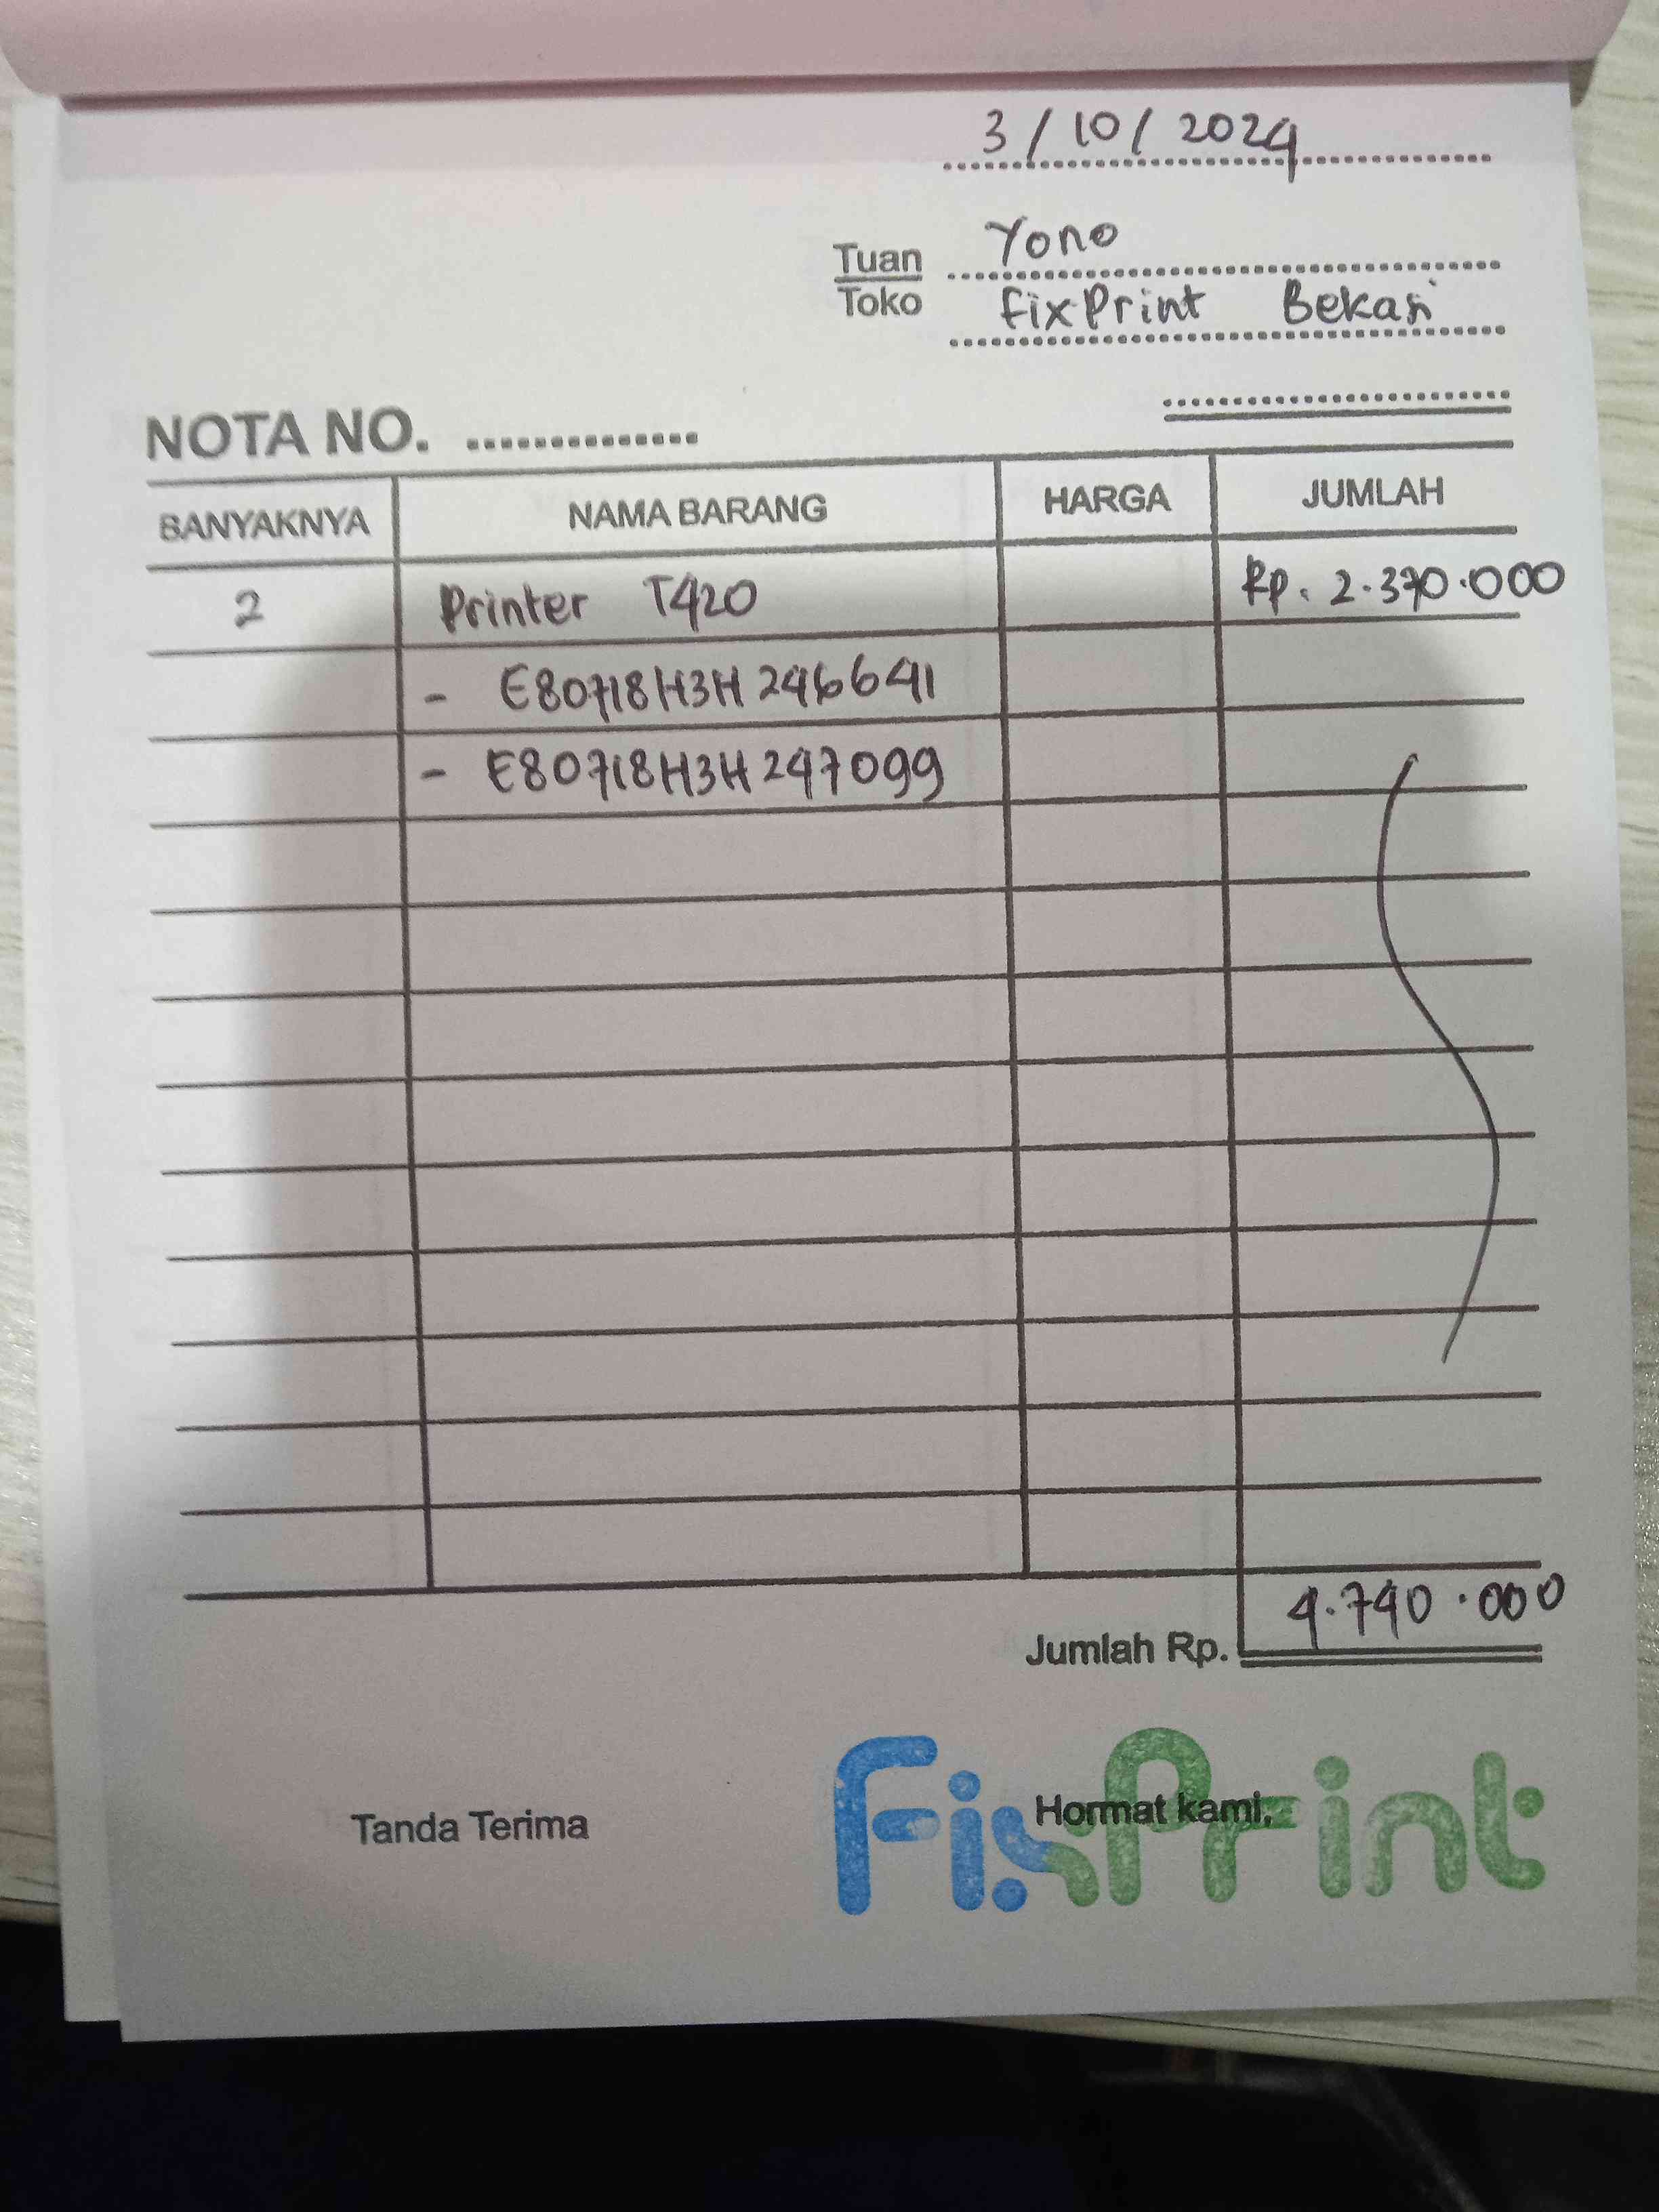 3/10/2024
Tuan Yono
Toko FixPrint Bekasi
NOTA NO. ..............
BANYAKNYA NAMA BARANG HARGA JUMLAH
2 Printer T420 Rp. 2.370.000
- E80718H3H246641
- E80718H3H247099
Jumlah Rp. 4.740.000
Tanda Terima Hormat kami,
FixPrint